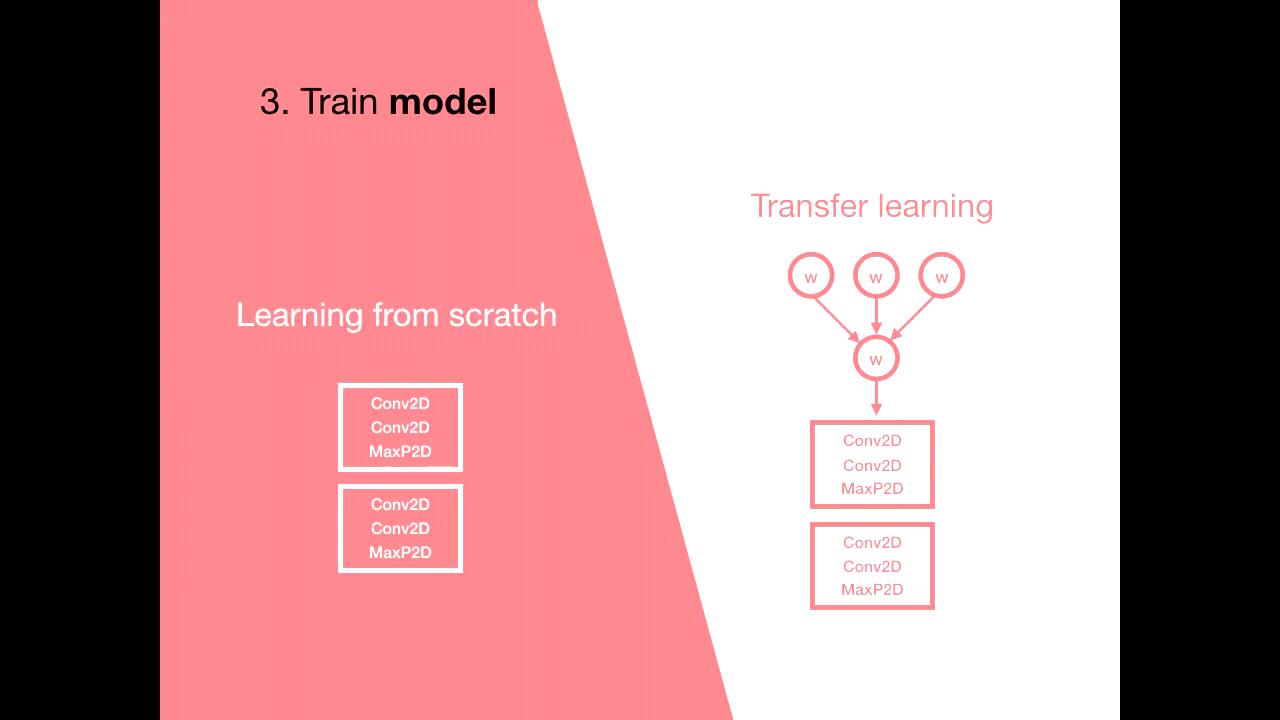 3. Train model
Learning from scratch
Conv2D
Conv2D
MaxP2D
Conv2D
Conv2D
MaxP2D
Transfer learning
w w w
w
Conv2D
Conv2D
MaxP2D
Conv2D
Conv2D
MaxP2D